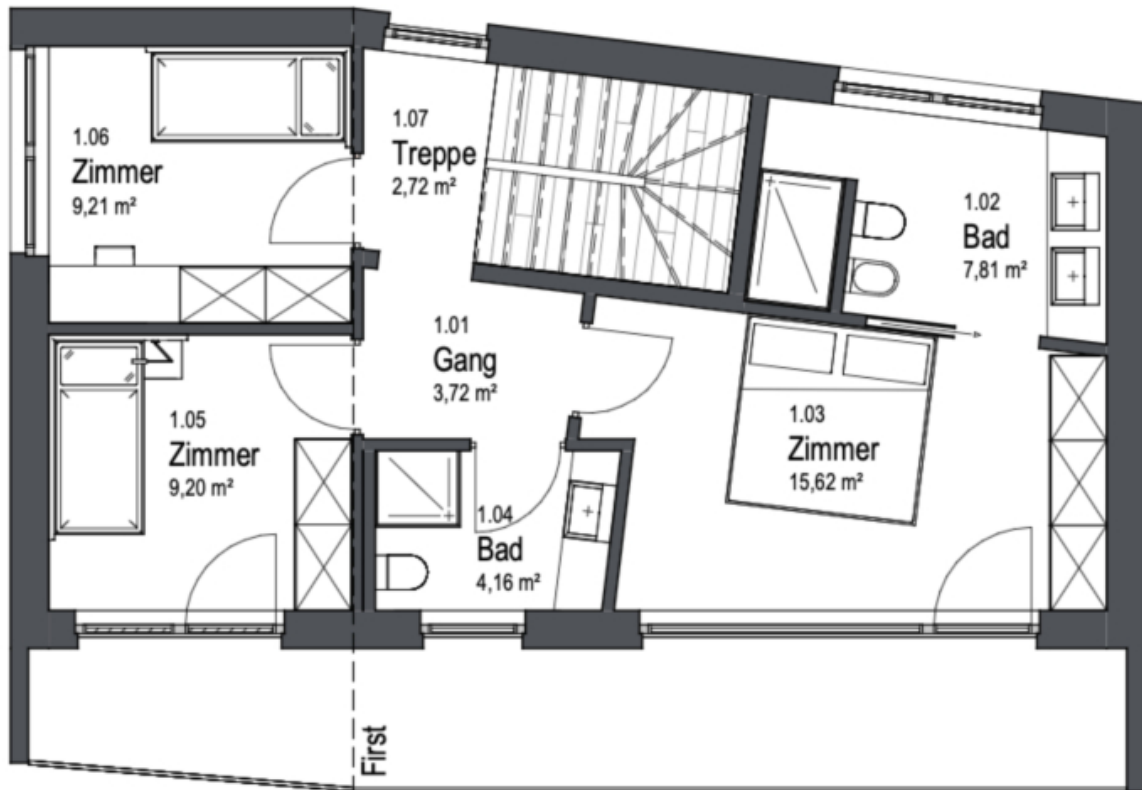 1.06
Zimmer
9,21 m²
1.07
Treppe
2,72 m²
1.02
Bad
7,81 m²
1.01
Gang
3,72 m²
1.05
Zimmer
9,20 m²
1.03
Zimmer
15,62 m²
1.04
Bad
4,16 m²
First